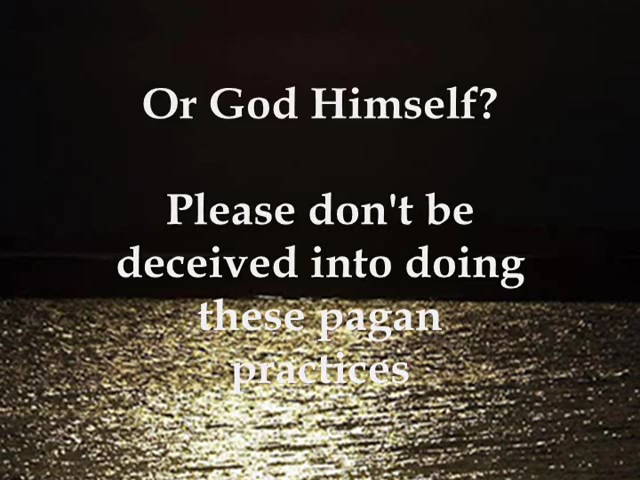 Or God Himself?
Please don't be
deceived into doing
these pagan
practices